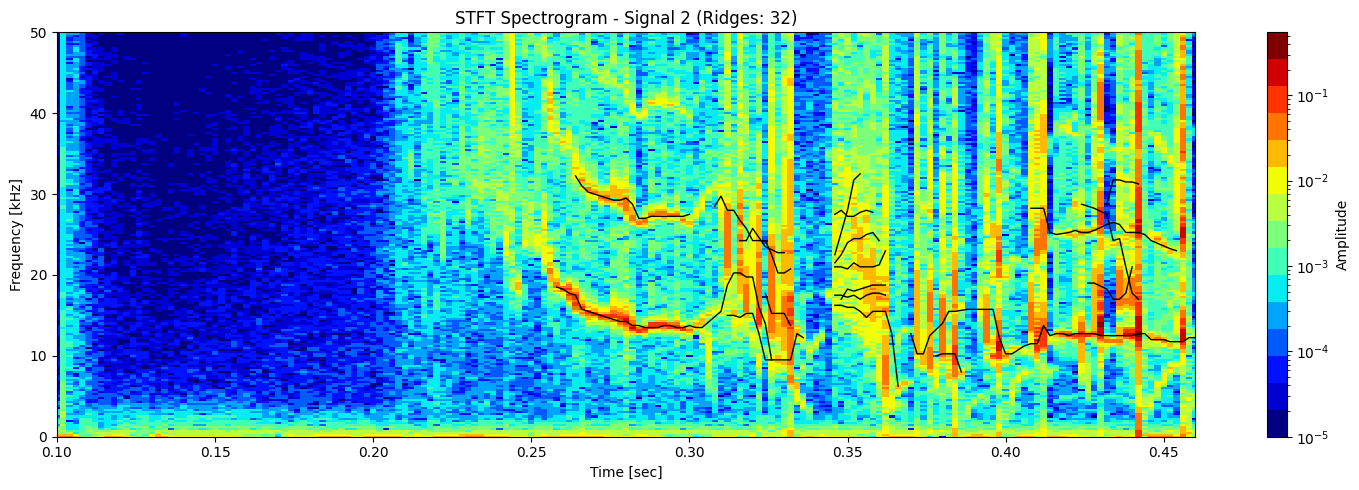 STFT Spectrogram - Signal 2 (Ridges: 32)
Frequency [kHz]
50
40
30
20
10
0
0.10 0.15 0.20 0.25 0.30 0.35 0.40 0.45
Time [sec]
10⁻¹
10⁻²
10⁻³
10⁻⁴
10⁻⁵
Amplitude